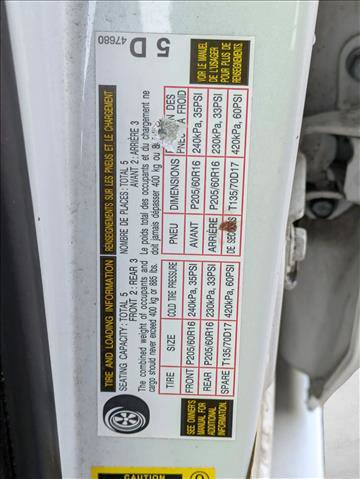 TIRE AND LOADING INFORMATION
RENSEIGNEMENTS SUR LES PNEUS ET LE CHARGEMENT
SEATING CAPACITY: TOTAL 5
FRONT 2: REAR 3
NOMBRE DE PLACES: TOTAL 5
AVANT 2: ARRIÈRE 3
The combined weight of occupants and
cargo should never exceed 400 kg or 885 lbs.
Le poids total des occupants et du chargement ne
doit jamais dépasser 400 kg ou
TIRE SIZE COLD TIRE PRESSURE
FRONT P205/60R16 240kPa, 35PSI
REAR P205/60R16 230kPa, 33PSI
SPARE T135/70D17 420kPa, 60PSI
PNEU DIMENSIONS DES
PNEUS À FROID
AVANT P205/60R16 240kPa, 35PSI
ARRIÈRE P205/60R16 230kPa, 33PSI
DE T135/70D17 420kPa, 60PSI
SEE OWNER'S
MANUAL FOR
ADDITIONAL
INFORMATION
VOIR LE MANUEL
DE L'USAGER
POUR PLUS DE
RENSEIGNEMENTS
47680
5 D
CAUTION